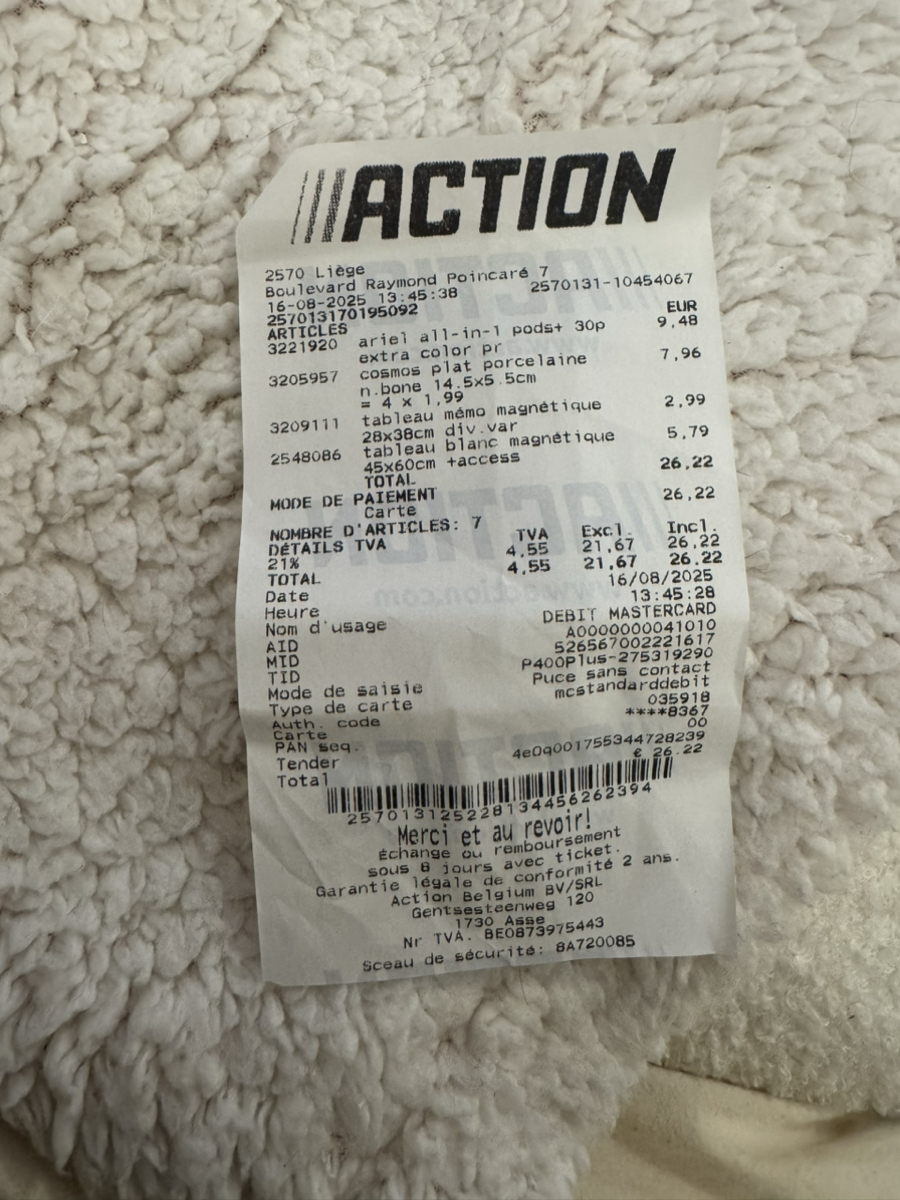 ACTION
2570 Liège
Boulevard Raymond Poincaré 7
16-08-2025 13:45:38 2570131-10454067
257013170195092
ARTICLES EUR
3221920 ariel all-in-1 pods+ 30p 9,48
extra color pr
3205957 cosmos plat porcelaine 7,96
n.bone 14.5x5.5cm
= 4 x 1,99
3209111 tableau mémo magnétique 2,99
28x38cm div.var
2548086 tableau blanc magnétique 5,79
45x60cm +access
TOTAL 26,22
MODE DE PAIEMENT
Carte 26,22
NOMBRE D'ARTICLES: 7
DÉTAILS TVA TVA Excl. Incl.
21% 4,55 21,67 26,22
TOTAL 4,55 21,67 26,22
Date 16/08/2025
Heure 13:45:28
Nom d'usage DEBIT MASTERCARD
AID A0000000041010
MID 526567002221617
TID P400Plus-275319290
Mode de saisie Puce sans contact
Type de carte mcstandarddebit
Auth. code 035918
Carte ****8367
PAN seq. 00
Tender 4e0q001755344728239
Total € 26.22
2570131252281344562623​94
Merci et au revoir!
Échange ou remboursement
sous 8 jours avec ticket.
Garantie légale de conformité 2 ans.
Action Belgium BV/SRL
Gentsesteenweg 120
1730 Asse
Nr TVA. BE0873975443
Sceau de sécurité: 8A720085